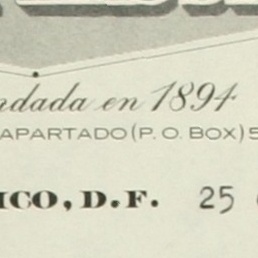 ndada en 1894
APARTADO (P. O. BOX) 5
ICO, D.F. 25